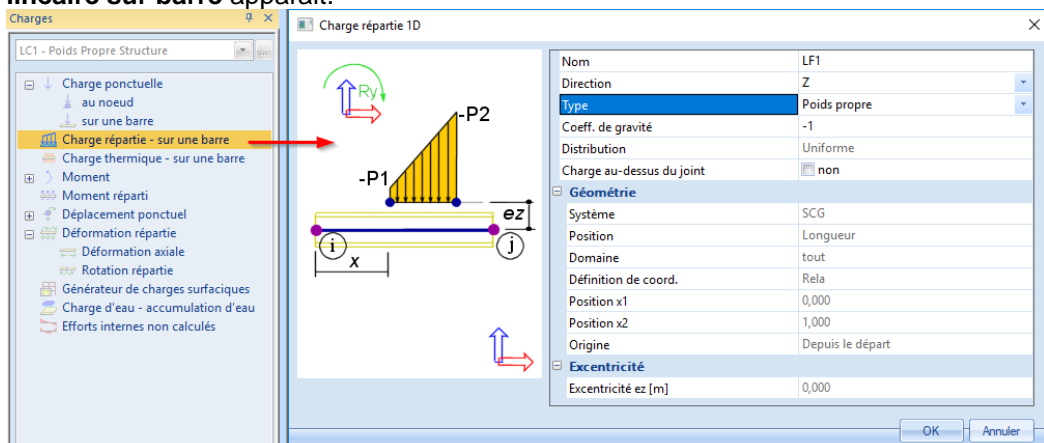 linéaire sur barre apparaît.
Charges
LC1 - Poids Propre Structure
Charge ponctuelle
au noeud
sur une barre
Charge répartie - sur une barre
Charge thermique - sur une barre
Moment
Moment réparti
Déplacement ponctuel
Déformation répartie
Déformation axiale
Rotation répartie
Générateur de charges surfaciques
Charge d'eau - accumulation d'eau
Efforts internes non calculés
Charge répartie 1D
Ry
-P2
-P1
ez
i
j
x
Nom LF1
Direction Z
Type Poids propre
Coeff. de gravité -1
Distribution Uniforme
Charge au-dessus du joint non
Géométrie
Système SCG
Position Longueur
Domaine tout
Définition de coord. Rela
Position x1 0,000
Position x2 1,000
Origine Depuis le départ
Excentricité
Excentricité ez [m] 0,000
OK Annuler